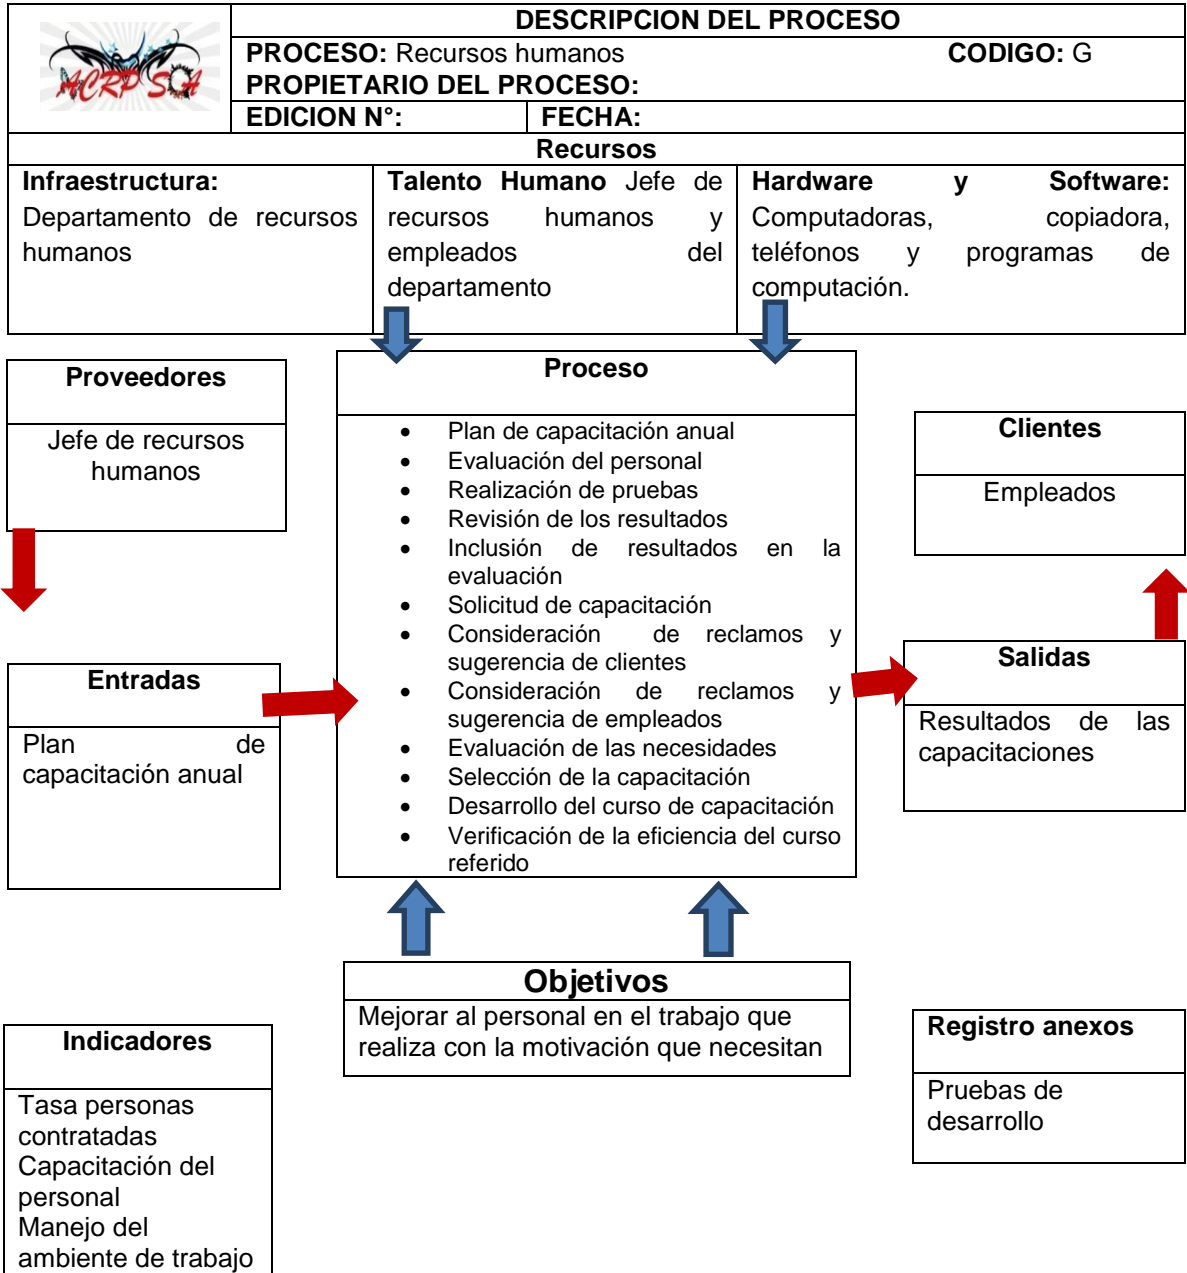 ACRP SOA
DESCRIPCION DEL PROCESO
PROCESO: Recursos humanos CODIGO: G
PROPIETARIO DEL PROCESO:
EDICION N°: FECHA:
Recursos
Infraestructura:
Departamento de recursos
humanos
Talento Humano Jefe de
recursos humanos y
empleados del
departamento
Hardware y Software:
Computadoras, copiadora,
teléfonos y programas de
computación.
Proveedores
Jefe de recursos
humanos
Entradas
Plan de
capacitación anual
Proceso
• Plan de capacitación anual
• Evaluación del personal
• Realización de pruebas
• Revisión de los resultados
• Inclusión de resultados en la
evaluación
• Solicitud de capacitación
• Consideración de reclamos y
sugerencia de clientes
• Consideración de reclamos y
sugerencia de empleados
• Evaluación de las necesidades
• Selección de la capacitación
• Desarrollo del curso de capacitación
• Verificación de la eficiencia del curso
referido
Clientes
Empleados
Salidas
Resultados de las
capacitaciones
Objetivos
Mejorar al personal en el trabajo que
realiza con la motivación que necesitan
Indicadores
Tasa personas
contratadas
Capacitación del
personal
Manejo del
ambiente de trabajo
Registro anexos
Pruebas de
desarrollo